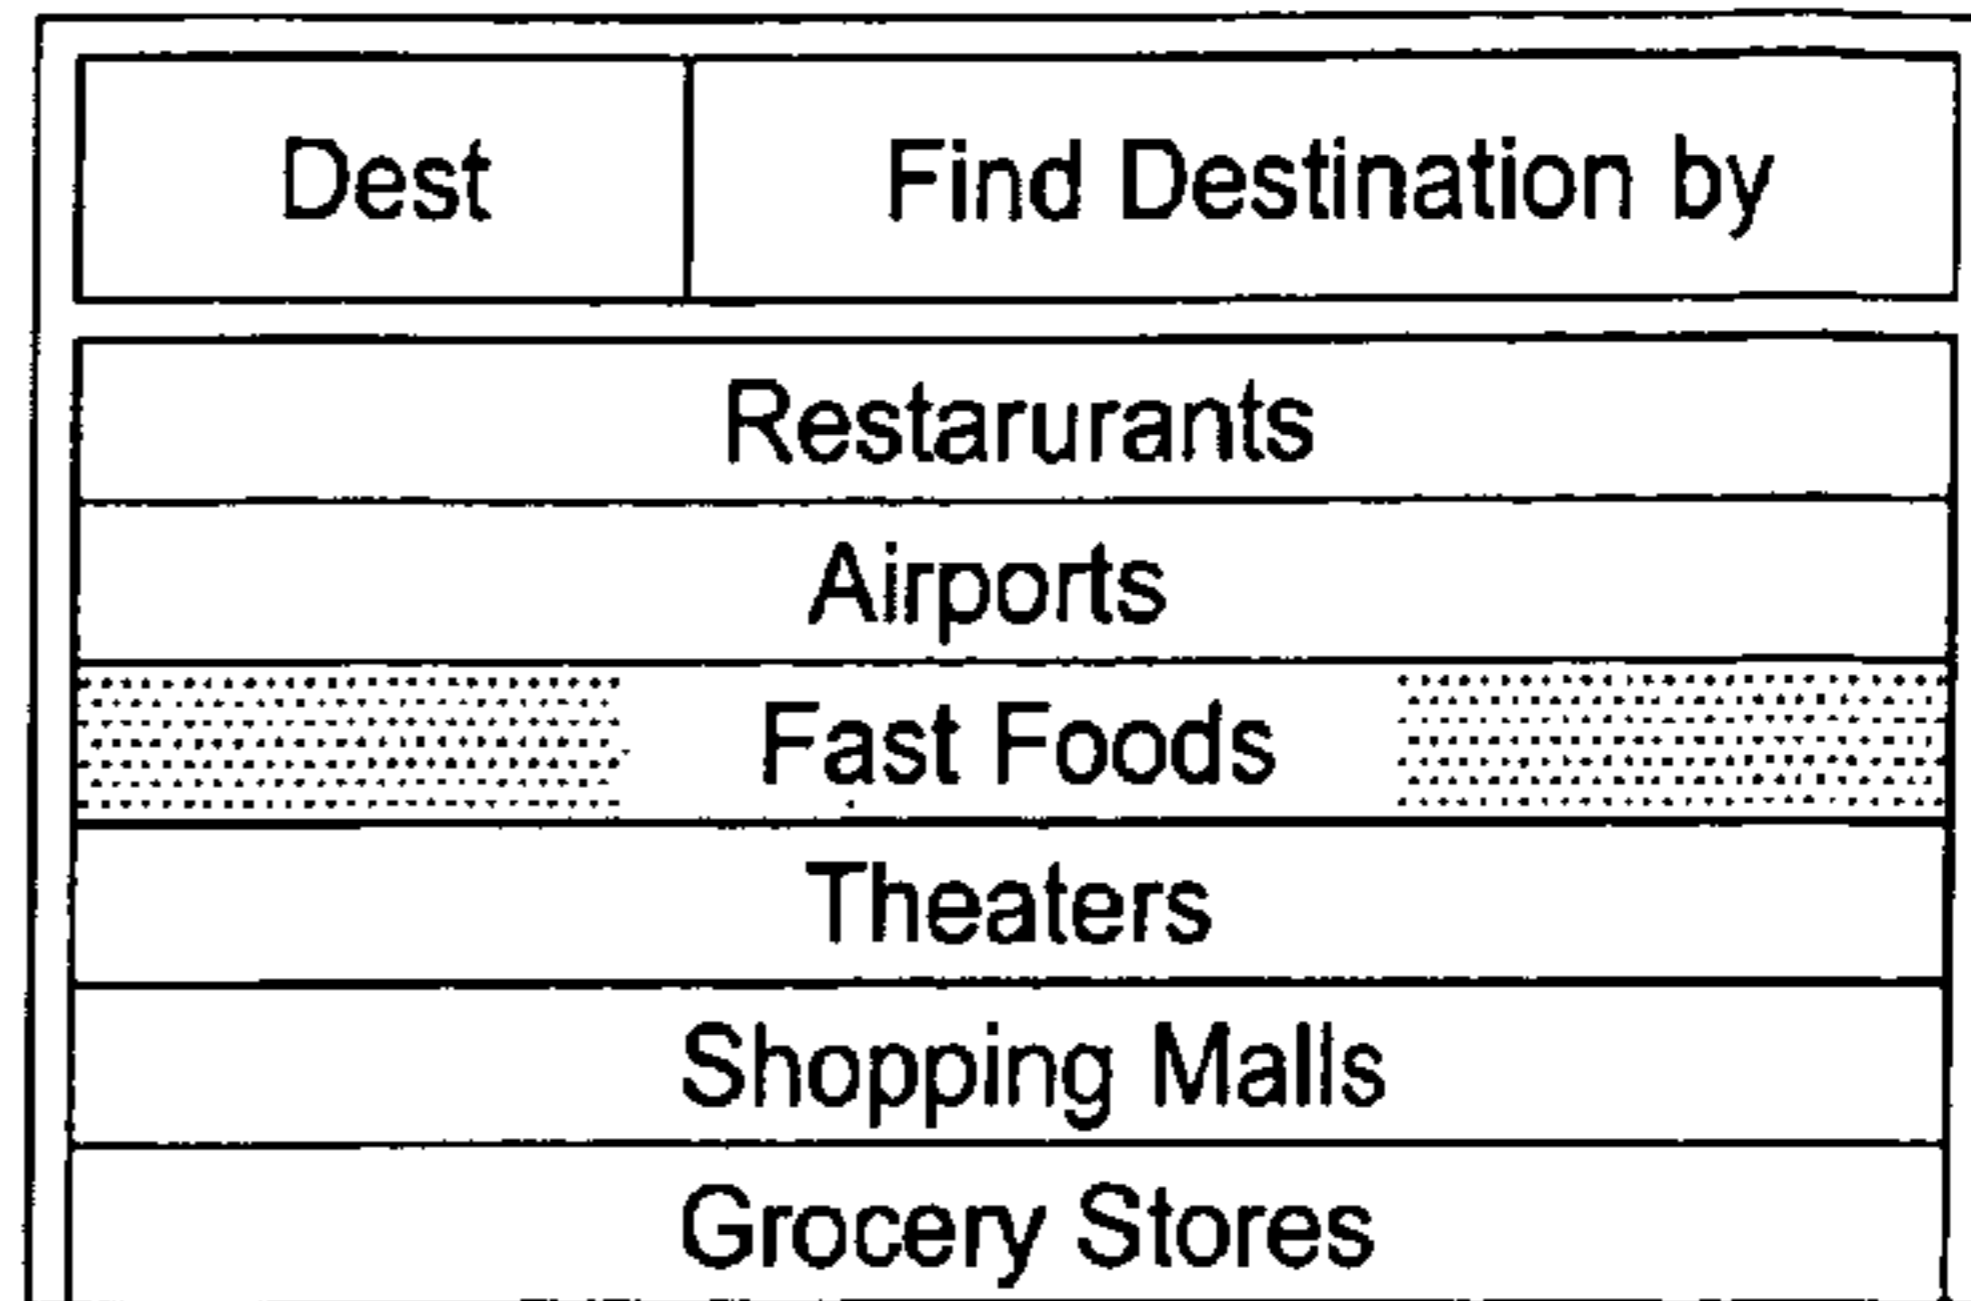 Dest Find Destination by
Restarurants
Airports
Fast Foods
Theaters
Shopping Malls
Grocery Stores